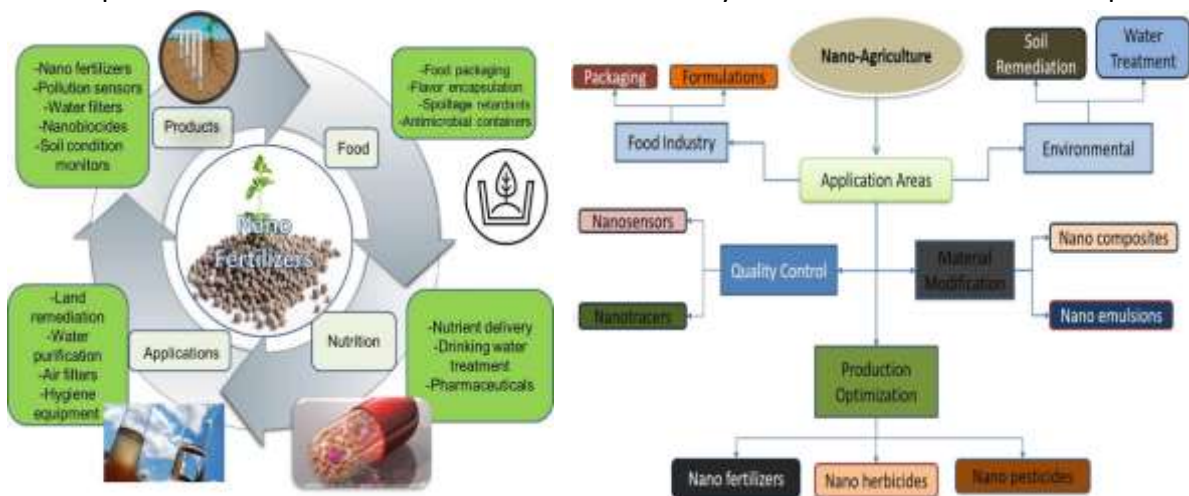 -Nano fertilizers
-Pollution sensors
-Water filters
-Nanobiocides
-Soil condition
monitors
Products
-Food packaging
-Flavor encapsulation
-Spoiltage retardants
-Antimicrobial containers
Food
Nano
Fertilizers
-Land
remediation
-Water
purification
-Air filters
-Hygiene
equipment
Applications
Nutrition
-Nutrient delivery
-Drinking water
treatment
-Pharmaceuticals
Nano-Agriculture
Soil
Remediation
Water
Treatment
Packaging
Formulations
Food Industry
Environmental
Application Areas
Nanosensors
Quality Control
Nanotracers
Material
Modification
Nano composites
Nano emulsions
Production
Optimization
Nano fertilizers
Nano herbicides
Nano pesticides